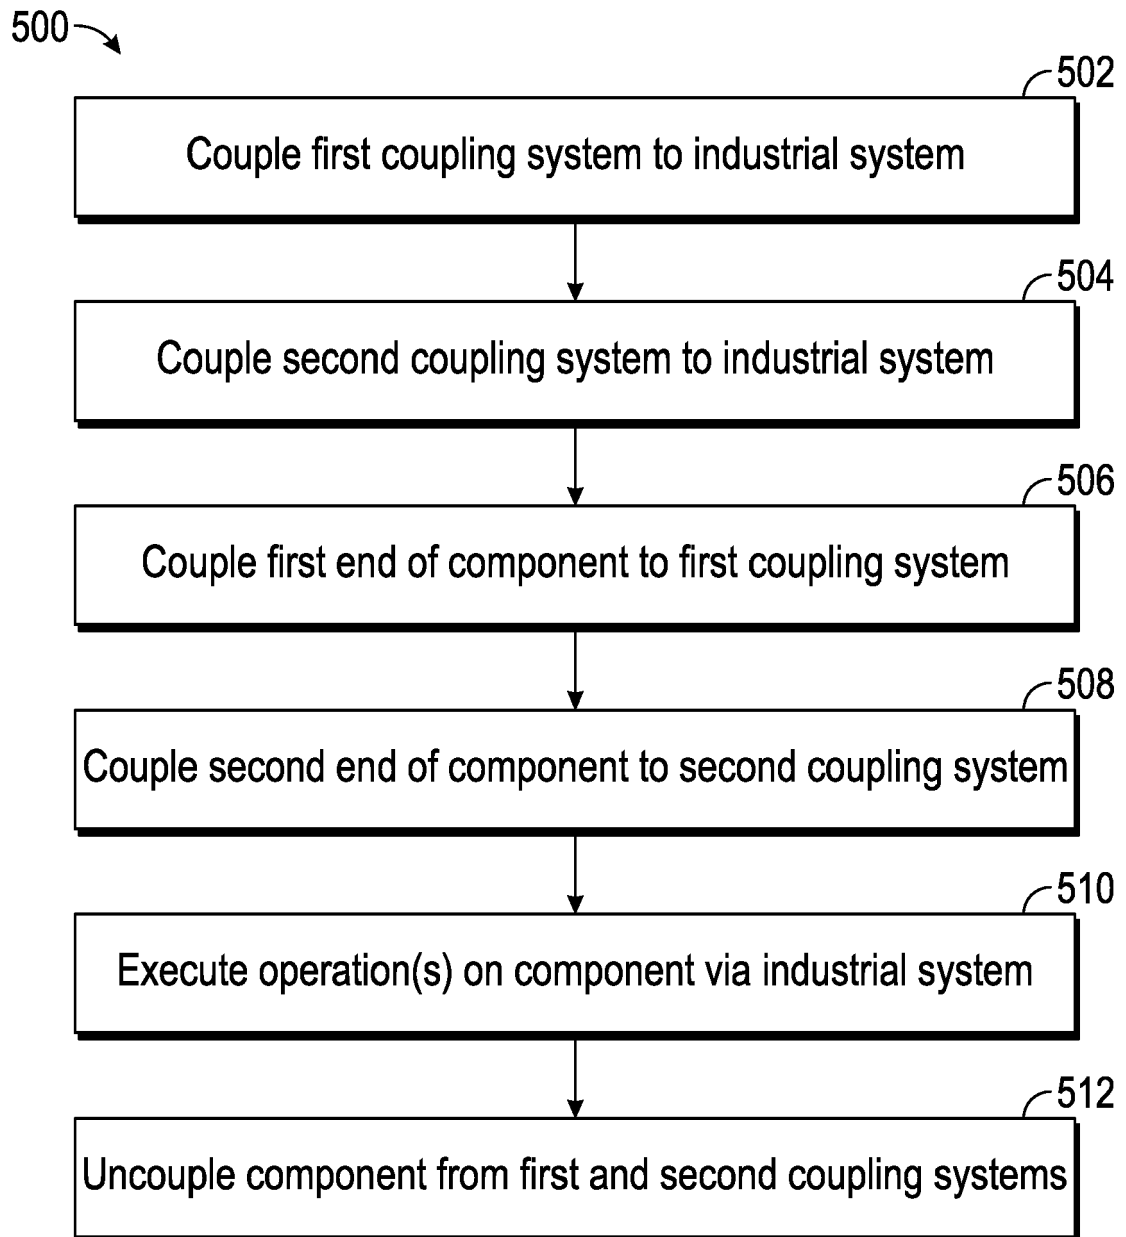 500
502
Couple first coupling system to industrial system
504
Couple second coupling system to industrial system
506
Couple first end of component to first coupling system
508
Couple second end of component to second coupling system
510
Execute operation(s) on component via industrial system
512
Uncouple component from first and second coupling systems